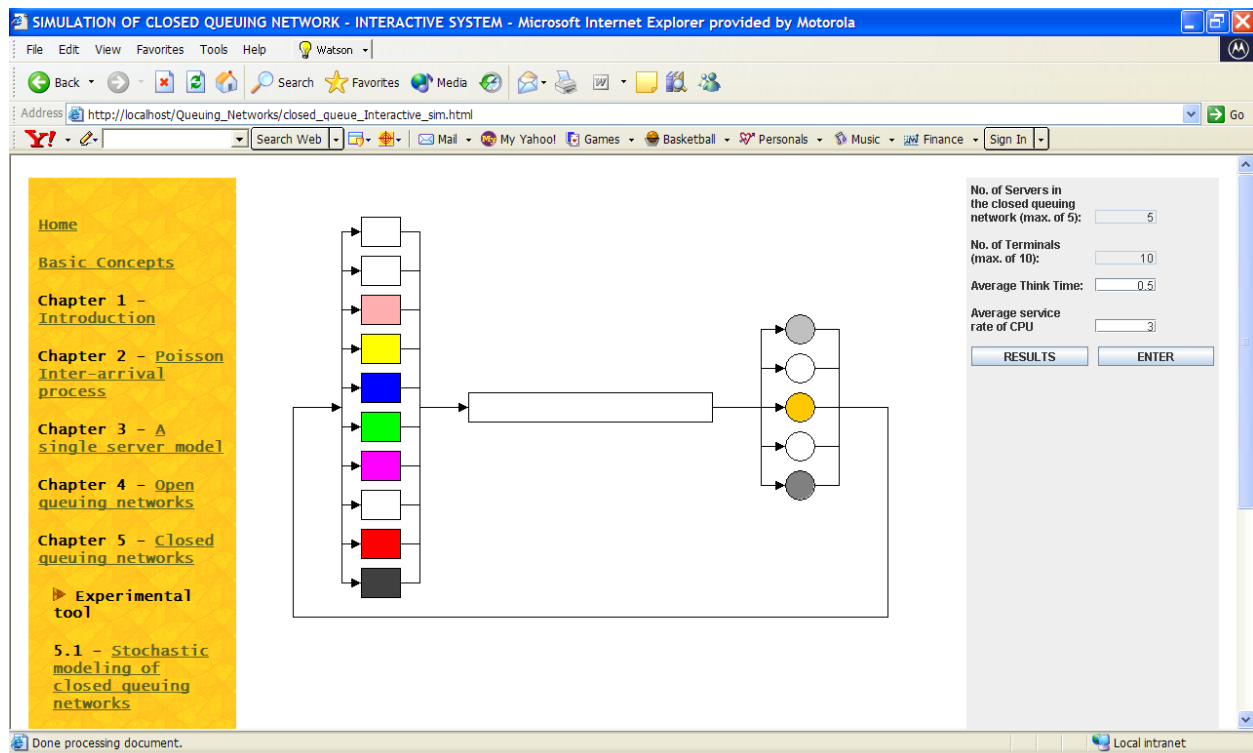 SIMULATION OF CLOSED QUEUING NETWORK - INTERACTIVE SYSTEM - Microsoft Internet Explorer provided by Motorola
File Edit View Favorites Tools Help Watson
Back Search Favorites Media
Address http://localhost/Queuing_Networks/closed_queue_Interactive_sim.html Go
Y! Search Web Mail My Yahoo! Games Basketball Personals Music Finance Sign In
Home
Basic Concepts
Chapter 1 -
Introduction
Chapter 2 - Poisson
Inter-arrival
process
Chapter 3 - A
single server model
Chapter 4 - Open
queuing networks
Chapter 5 - Closed
queuing networks
Experimental
tool
5.1 - Stochastic
modeling of
closed queuing
networks
No. of Servers in
the closed queuing
network (max. of 5): 5
No. of Terminals
(max. of 10): 10
Average Think Time: 0.5
Average service
rate of CPU 3
RESULTS ENTER
Done processing document. Local intranet